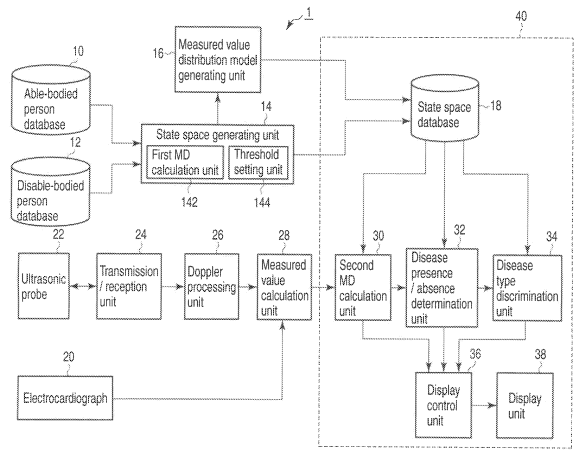 1
40
10
Able-bodied
person
database
16
Measured value
distribution model
generating unit
State space
database
18
14
State space generating unit
First MD
calculation unit
Threshold
setting unit
142
144
12
Disable-bodied
person
database
22
Ultrasonic
probe
24
Transmission
/ reception
unit
26
Doppler
processing
unit
28
Measured
value
calculation
unit
30
Second MD
calculation
unit
32
Disease
presence
/ absence
determination
unit
34
Disease
type
discrimination
unit
20
Electrocardiograph
36
Display
control
unit
38
Display
unit